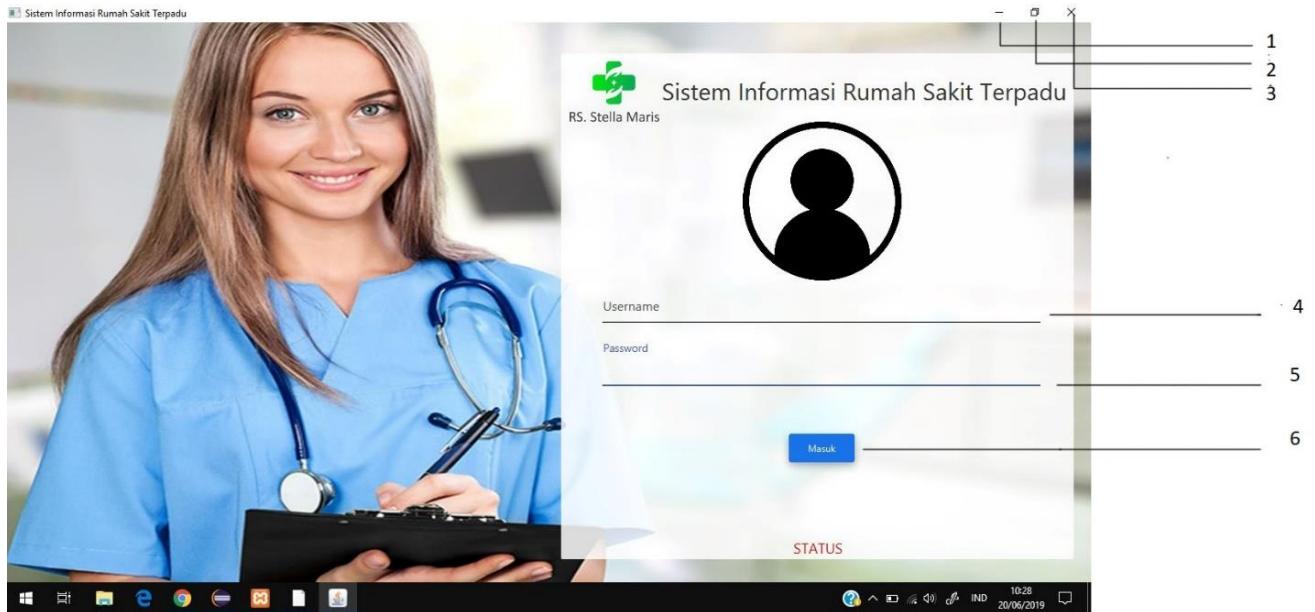 Sistem Informasi Rumah Sakit Terpadu
1
2
3
Sistem Informasi Rumah Sakit Terpadu
RS. Stella Maris
Username
4
Password
5
Masuk
6
STATUS
IND
10:28
20/06/2019